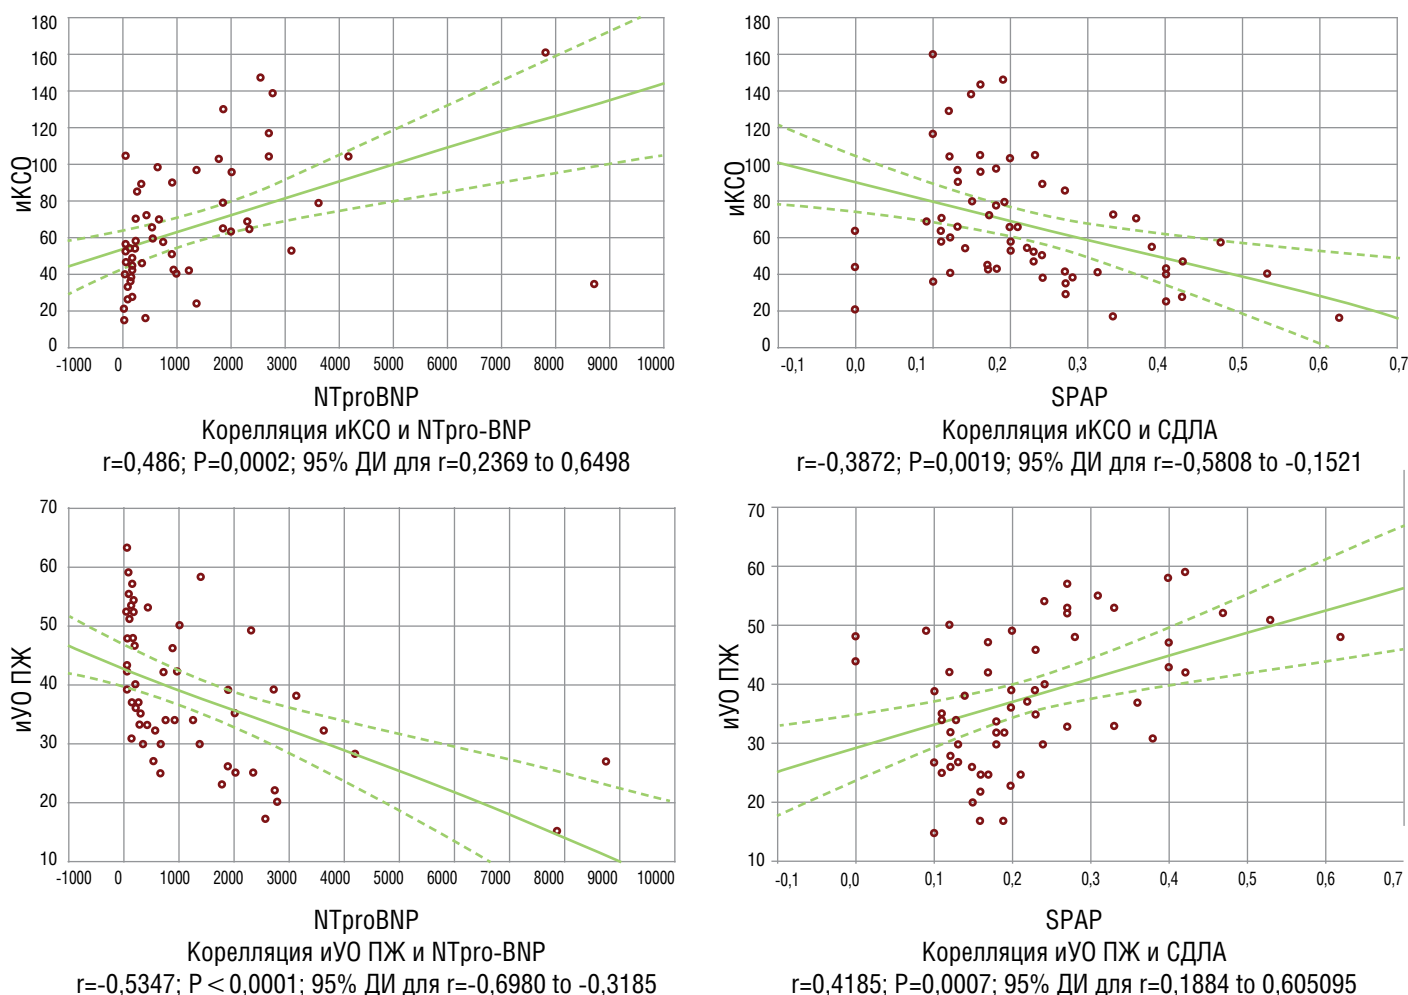 180
160
140
120
100
80
60
40
20
0
иКСО
-1000 0 1000 2000 3000 4000 5000 6000 7000 8000 9000 10000
NTproBNP
Корелляция иКСО и NTpro-BNP
r=0,486; P=0,0002; 95% ДИ для r=0,2369 to 0,6498
180
160
140
120
100
80
60
40
20
0
иКСО
-0,1 0,0 0,1 0,2 0,3 0,4 0,5 0,6 0,7
SPAP
Корелляция иКСО и СДЛА
r=-0,3872; P=0,0019; 95% ДИ для r=-0,5808 to -0,1521
70
60
50
40
30
20
10
иУО ПЖ
-1000 0 1000 2000 3000 4000 5000 6000 7000 8000 9000 10000
NTproBNP
Корелляция иУО ПЖ и NTpro-BNP
r=-0,5347; P < 0,0001; 95% ДИ для r=-0,6980 to -0,3185
70
60
50
40
30
20
10
иУО ПЖ
-0,1 0,0 0,1 0,2 0,3 0,4 0,5 0,6 0,7
SPAP
Корелляция иУО ПЖ и СДЛА
r=0,4185; P=0,0007; 95% ДИ для r=0,1884 to 0,605095